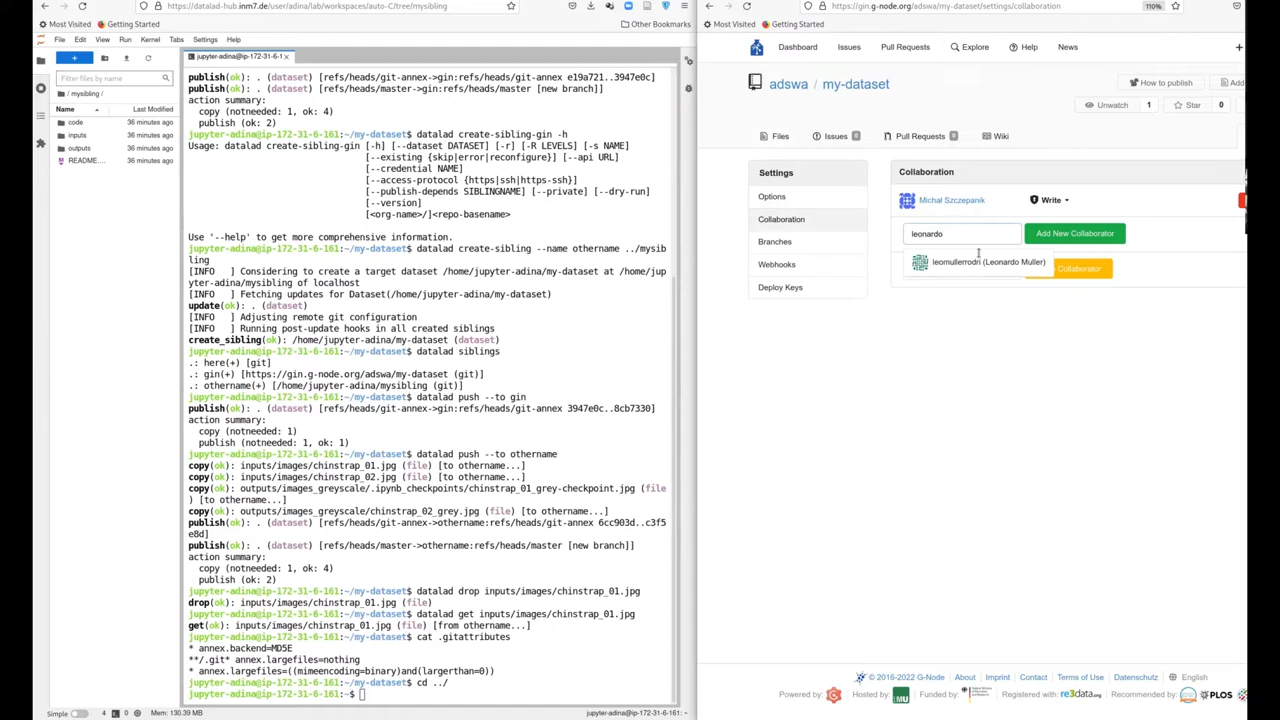 https://datalad-hub.inm7.de/user/adina/lab/workspaces/auto-C/tree/mysibling
Most Visited
Getting Started
Other Bookmarks
File
Edit
View
Run
Kernel
Tabs
Settings
Help
Filter files by name
/ mysibling /
Name
Last Modified
code
36 minutes ago
inputs
36 minutes ago
outputs
36 minutes ago
README....
36 minutes ago
jupyter-adina@ip-172-31-6-1
publish(ok): . (dataset) [refs/heads/git-annex->gin:refs/heads/git-annex e19a721..3947e0c]
publish(ok): . (dataset) [refs/heads/master->gin:refs/heads/master [new branch]]
action summary:
copy (notneeded: 1, ok: 4)
publish (ok: 2)
jupyter-adina@ip-172-31-6-161:~/my-dataset$ datalad create-sibling-gin -h
Usage: datalad create-sibling-gin [-h] [--dataset DATASET] [-r] [-R LEVELS] [-s NAME]
[--existing {skip|error|reconfigure}] [--api URL]
[--credential NAME]
[--access-protocol {https|ssh|https-ssh}]
[--publish-depends SIBLINGNAME] [--private] [--dry-run]
[--version]
[<org-name>/]<repo-basename>
Use '--help' to get more comprehensive information.
jupyter-adina@ip-172-31-6-161:~/my-dataset$ datalad create-sibling --name othername ../mysib
ling
[INFO ] Considering to create a target dataset /home/jupyter-adina/my-dataset at /home/jupyt
er-adina/mysibling of localhost
[INFO ] Fetching updates for Dataset(/home/jupyter-adina/my-dataset)
update(ok): . (dataset)
[INFO ] Adjusting remote git configuration
[INFO ] Running post-update hooks in all created siblings
create_sibling(ok): /home/jupyter-adina/my-dataset (dataset)
jupyter-adina@ip-172-31-6-161:~/my-dataset$ datalad siblings
.: here(+) [git]
.: gin(+) [https://gin.g-node.org/adswa/my-dataset (git)]
.: othername(+) [/home/jupyter-adina/mysibling (git)]
jupyter-adina@ip-172-31-6-161:~/my-dataset$ datalad push --to gin
publish(ok): . (dataset) [refs/heads/git-annex->gin:refs/heads/git-annex 3947e0c..8cb7330]
action summary:
copy (notneeded: 1)
publish (notneeded: 1, ok: 1)
jupyter-adina@ip-172-31-6-161:~/my-dataset$ datalad push --to othername
copy(ok): inputs/images/chinstrap_01.jpg (file) [to othername...]
copy(ok): inputs/images/chinstrap_02.jpg (file) [to othername...]
copy(ok): outputs/images_greyscale/.ipynb_checkpoints/chinstrap_01_grey-checkpoint.jpg (file
) [to othername...]
copy(ok): outputs/images_greyscale/chinstrap_02_grey.jpg (file) [to othername...]
publish(ok): . (dataset) [refs/heads/git-annex->othername:refs/heads/git-annex 6cc903d..c3f5
e8d]
publish(ok): . (dataset) [refs/heads/master->othername:refs/heads/master [new branch]]
action summary:
copy (notneeded: 1, ok: 4)
publish (ok: 2)
jupyter-adina@ip-172-31-6-161:~/my-dataset$ datalad drop inputs/images/chinstrap_01.jpg
drop(ok): inputs/images/chinstrap_01.jpg (file)
jupyter-adina@ip-172-31-6-161:~/my-dataset$ datalad get inputs/images/chinstrap_01.jpg
get(ok): inputs/images/chinstrap_01.jpg (file) [from othername...]
jupyter-adina@ip-172-31-6-161:~/my-dataset$ cat .gitattributes
* annex.backend=MD5E
**/.git* annex.largefiles=nothing
* annex.largefiles=((mimeencoding=binary)and(largerthan=0))
jupyter-adina@ip-172-31-6-161:~/my-dataset$ cd ../
jupyter-adina@ip-172-31-6-161:~$
Simple
4
0
Mem: 130.39 MB
jupyter-adina@ip-172-31-6-161: ~
https://gin.g-node.org/adswa/my-dataset/settings/collaboration
110%
Most Visited
Getting Started
Dashboard
Issues
Pull Requests
Explore
Help
News
adswa / my-dataset
How to publish
Add
Unwatch
1
Star
0
Files
Issues 0
Pull Requests 0
Wiki
Settings
Options
Collaboration
Branches
Webhooks
Deploy Keys
Collaboration
Michał Szczepanik
Write
leonardo
Add New Collaborator
leomullerrodri (Leonardo Muller)
Collaborator
© 2016-2022 G-Node
About
Imprint
Contact
Terms of Use
Datenschutz
English
Powered by:
Hosted by:
LMU
Funded by:
Registered with:
re3data.org
Recommended by:
PLOS